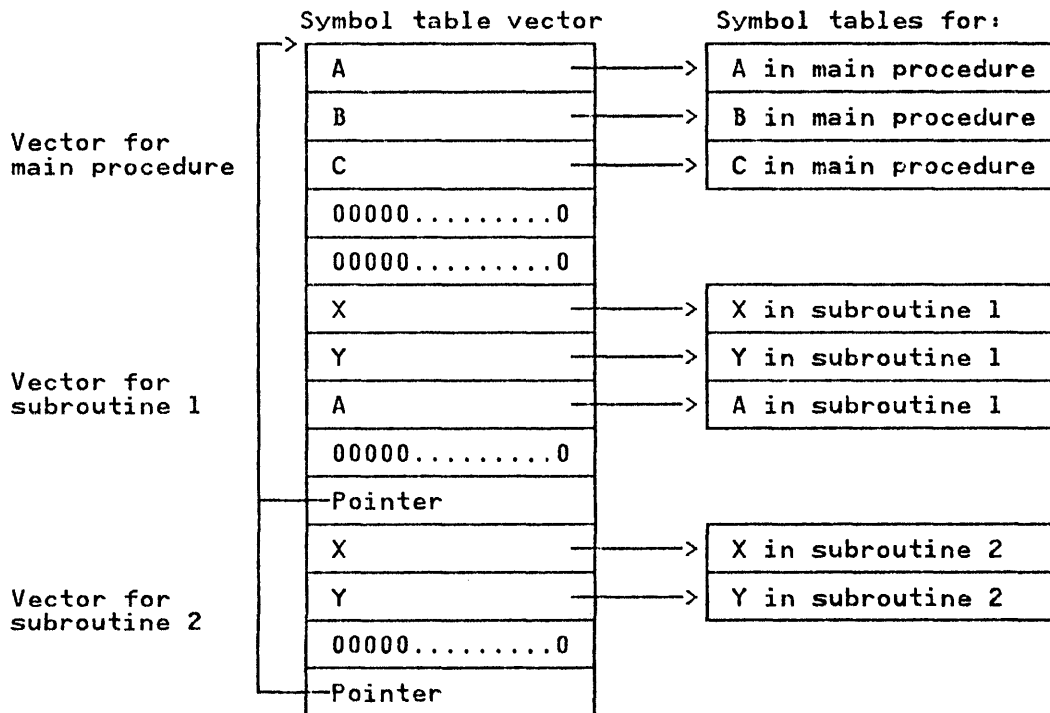 Symbol table vector
Symbol tables for:
A
A in main procedure
B
B in main procedure
Vector for
main procedure
C
C in main procedure
00000.........0
00000.........0
X
X in subroutine 1
Y
Y in subroutine 1
Vector for
subroutine 1
A
A in subroutine 1
00000.........0
Pointer
X
X in subroutine 2
Vector for
subroutine 2
Y
Y in subroutine 2
00000.........0
Pointer